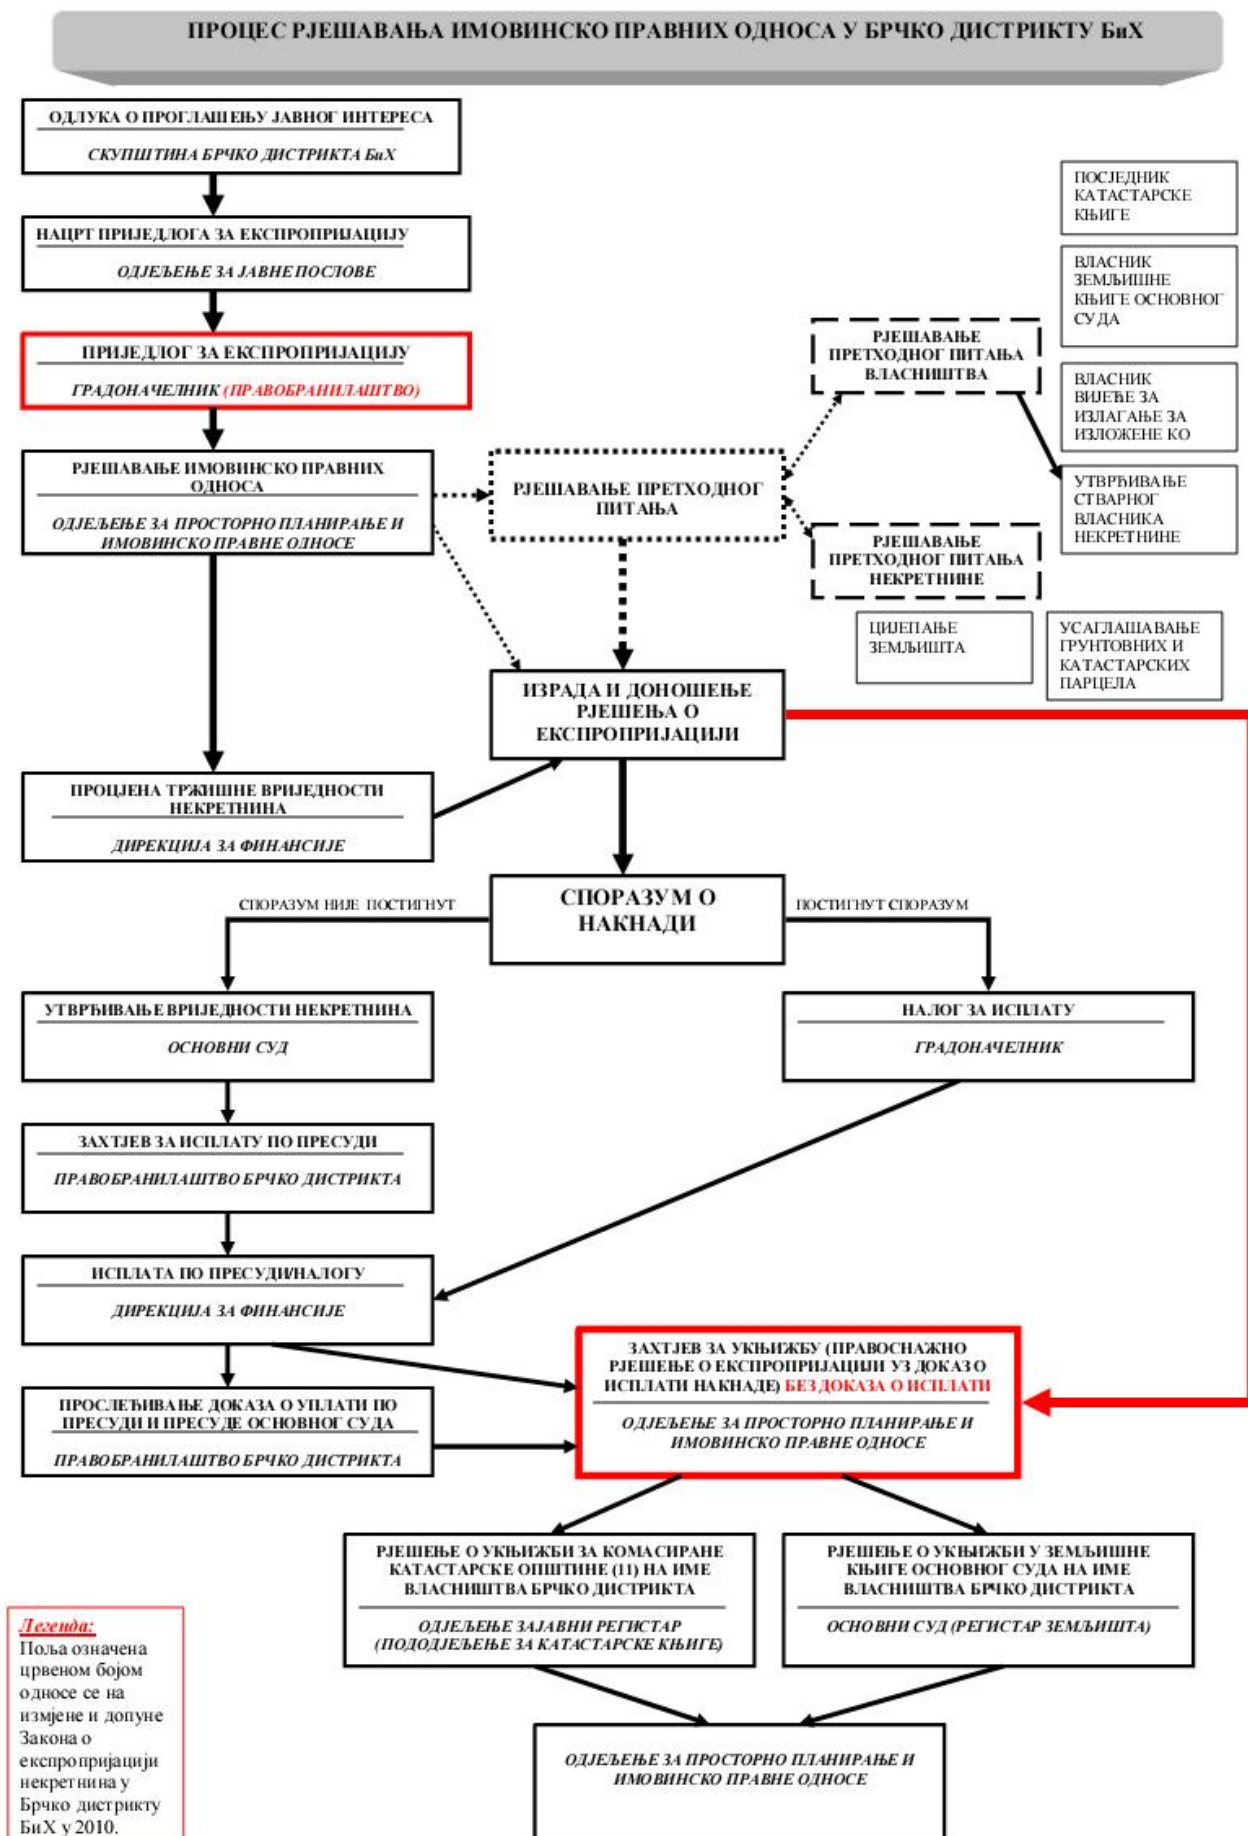 ПРОЦЕС РЈЕШАВАЊА ИМОВИНСКО ПРАВНИХ ОДНОСА У БРЧКО ДИСТРИКТУ БиХ
ОДЛУКА О ПРОГЛАШЕЊУ ЈАВНОГ ИНТЕРЕСА
СКУПШТИНА БРЧКО ДИСТРИКТА БиХ
НАЦРТ ПРИЈЕДЛОГА ЗА ЕКСПРОПРИЈАЦИЈУ
ОДЈЕЉЕЊЕ ЗА ЈАВНЕ ПОСЛОВЕ
ПРИЈЕДЛОГ ЗА ЕКСПРОПРИЈАЦИЈУ
ГРАДОНАЧЕЛНИК (ПРАВОБРАНИЛАШТВО)
РЈЕШАВАЊЕ ИМОВИНСКО ПРАВНИХ
ОДНОСА
ОДЈЕЉЕЊЕ ЗА ПРОСТОРНО ПЛАНИРАЊЕ И
ИМОВИНСКО ПРАВНЕ ОДНОСЕ
РЈЕШАВАЊЕ ПРЕТХОДНОГ
ПИТАЊА
РЈЕШАВАЊЕ
ПРЕТХОДНОГ ПИТАЊА
ВЛАСНИШТВА
РЈЕШАВАЊЕ
ПРЕТХОДНОГ ПИТАЊА
НЕКРЕТНИНЕ
ПОСЈЕДНИК
КАТАСТАРСКЕ
КЊИГЕ
ВЛАСНИК
ЗЕМЉИШНЕ
КЊИГЕ ОСНОВНОГ
СУДА
ВЛАСНИК
ВИЈЕЋЕ ЗА
ИЗЛАГАЊЕ ЗА
ИЗЛОЖЕНЕ КО
УТВРЂИВАЊЕ
СТВАРНОГ
ВЛАСНИКА
НЕКРЕТНИНЕ
ЦИЈЕПАЊЕ
ЗЕМЉИШТА
УСАГЛАШАВАЊЕ
ГРУНТОВНИХ И
КАТАСТАРСКИХ
ПАРЦЕЛА
ИЗРАДА И ДОНОШЕЊЕ
РЈЕШЕЊА О
ЕКСПРОПРИЈАЦИЈИ
ПРОЦЈЕНА ТРЖИШНЕ ВРИЈЕДНОСТИ
НЕКРЕТНИНА
ДИРЕКЦИЈА ЗА ФИНАНСИЈЕ
СПОРАЗУМ О
НАКНАДИ
СПОРАЗУМ НИЈЕ ПОСТИГНУТ
ПОСТИГНУТ СПОРАЗУМ
УТВРЂИВАЊЕ ВРИЈЕДНОСТИ НЕКРЕТНИНА
ОСНОВНИ СУД
НАЛОГ ЗА ИСПЛАТУ
ГРАДОНАЧЕЛНИК
ЗАХТЈЕВ ЗА ИСПЛАТУ ПО ПРЕСУДИ
ПРАВОБРАНИЛАШТВО БРЧКО ДИСТРИКТА
ИСПЛАТА ПО ПРЕСУДИ/НАЛОГУ
ДИРЕКЦИЈА ЗА ФИНАНСИЈЕ
ПРОСЛЕЂИВАЊЕ ДОКАЗА О УПЛАТИ ПО
ПРЕСУДИ И ПРЕСУДЕ ОСНОВНОГ СУДА
ПРАВОБРАНИЛАШТВО БРЧКО ДИСТРИКТА
ЗАХТЈЕВ ЗА УКЊИЖБУ (ПРАВОСНАЖНО
РЈЕШЕЊЕ О ЕКСПРОПРИЈАЦИЈИ УЗ ДОКАЗ О
ИСПЛАТИ НАКНАДЕ) БЕЗ ДОКАЗА О ИСПЛАТИ
ОДЈЕЉЕЊЕ ЗА ПРОСТОРНО ПЛАНИРАЊЕ И
ИМОВИНСКО ПРАВНЕ ОДНОСЕ
РЈЕШЕЊЕ О УКЊИЖБИ ЗА КОМАСИРАНЕ
КАТАСТАРСКЕ ОПШТИНЕ (11) НА ИМЕ
ВЛАСНИШТВА БРЧКО ДИСТРИКТА
ОДЈЕЉЕЊЕ ЗАЈАВНИ РЕГИСТАР
(ПОДОДЈЕЉЕЊЕ ЗА КАТАСТАРСКЕ КЊИГЕ)
РЈЕШЕЊЕ О УКЊИЖБИ У ЗЕМЉИШНЕ
КЊИГЕ ОСНОВНОГ СУДА НА ИМЕ
ВЛАСНИШТВА БРЧКО ДИСТРИКТА
ОСНОВНИ СУД (РЕГИСТАР ЗЕМЉИШТА)
ОДЈЕЉЕЊЕ ЗА ПРОСТОРНО ПЛАНИРАЊЕ И
ИМОВИНСКО ПРАВНЕ ОДНОСЕ
Легенда:
Поља означена
црвеном бојом
односе се на
измјене и допуне
Закона о
експропријацији
некретнина у
Брчко дистрикту
БиХ у 2010.